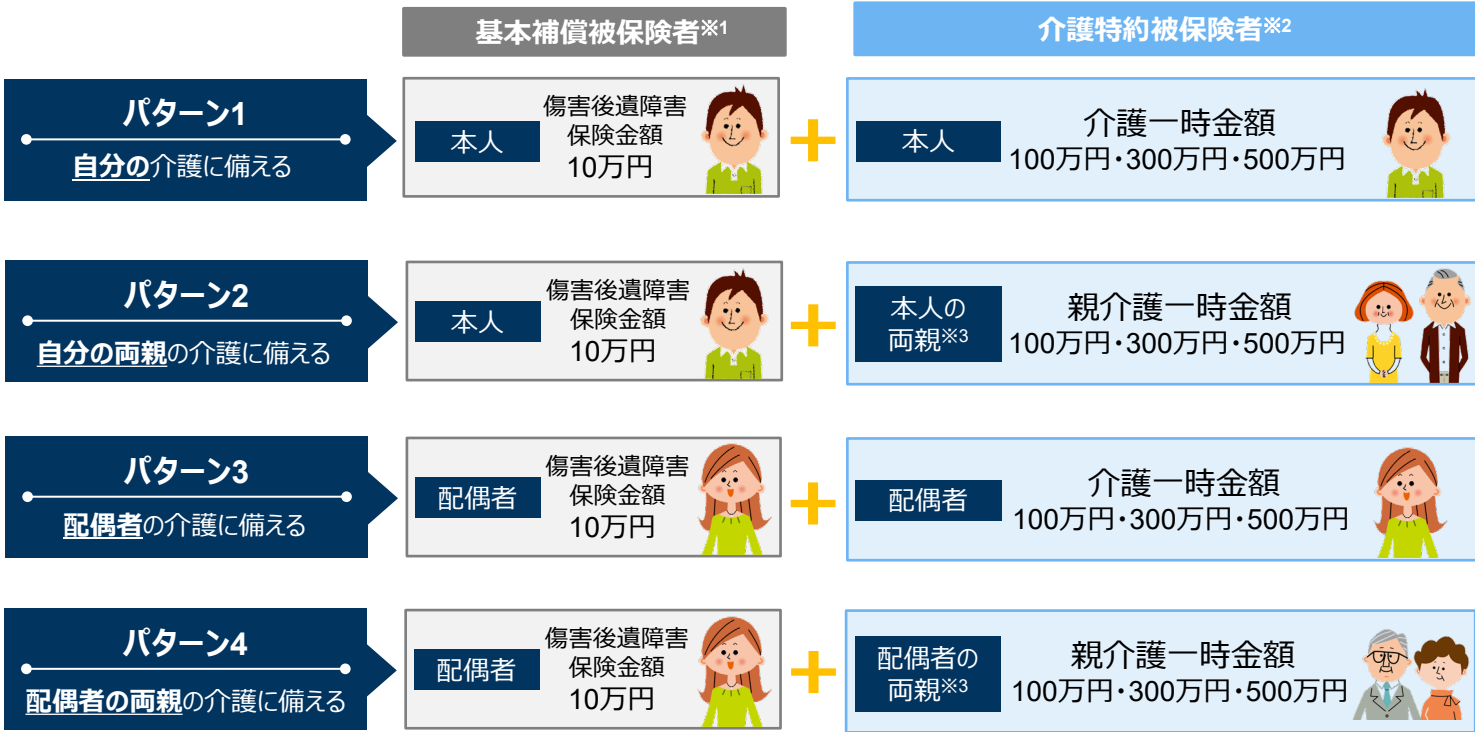 基本補償被保険者※1
介護特約被保険者※2
パターン1
自分の介護に備える
本人
傷害後遺障害
保険金額
10万円
+
本人
介護一時金額
100万円・300万円・500万円
パターン2
自分の両親の介護に備える
本人
傷害後遺障害
保険金額
10万円
+
本人の
両親※3
親介護一時金額
100万円・300万円・500万円
パターン3
配偶者の介護に備える
配偶者
傷害後遺障害
保険金額
10万円
+
配偶者
介護一時金額
100万円・300万円・500万円
パターン4
配偶者の両親の介護に備える
配偶者
傷害後遺障害
保険金額
10万円
+
配偶者の
両親※3
親介護一時金額
100万円・300万円・500万円